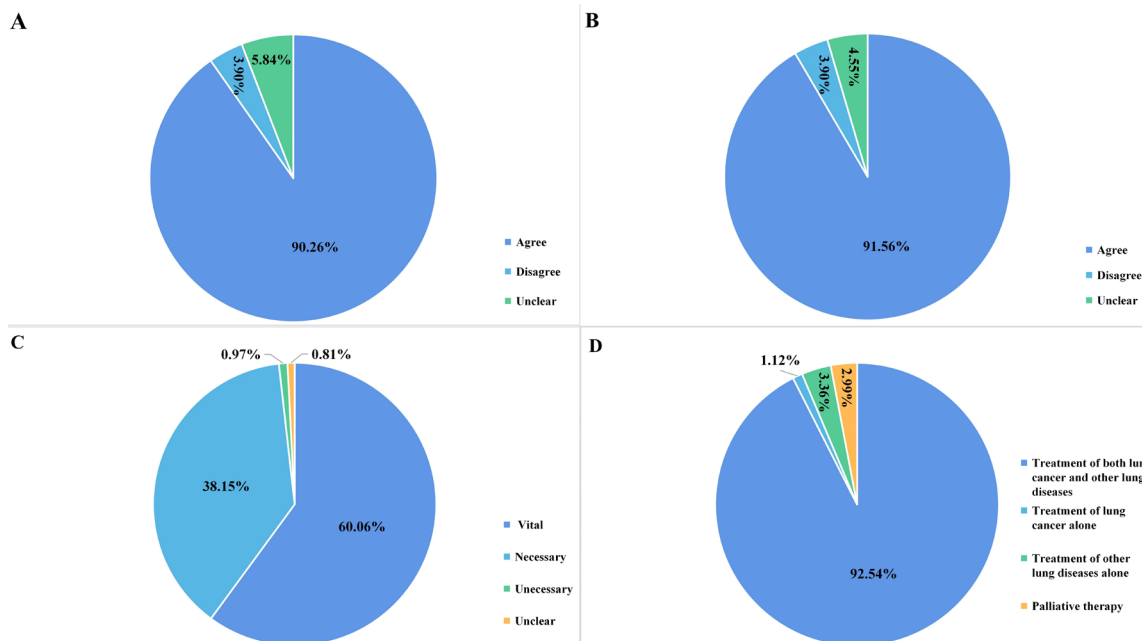 A
3.90%
5.84%
90.26%
Agree
Disagree
Unclear
B
3.90%
4.55%
91.56%
Agree
Disagree
Unclear
C
0.97%
0.81%
38.15%
60.06%
Vital
Necessary
Unecessary
Unclear
D
1.12%
3.36%
2.99%
92.54%
Treatment of both lun
cancer and other lung
diseases
Treatment of lung
cancer alone
Treatment of other
lung diseases alone
Palliative therapy